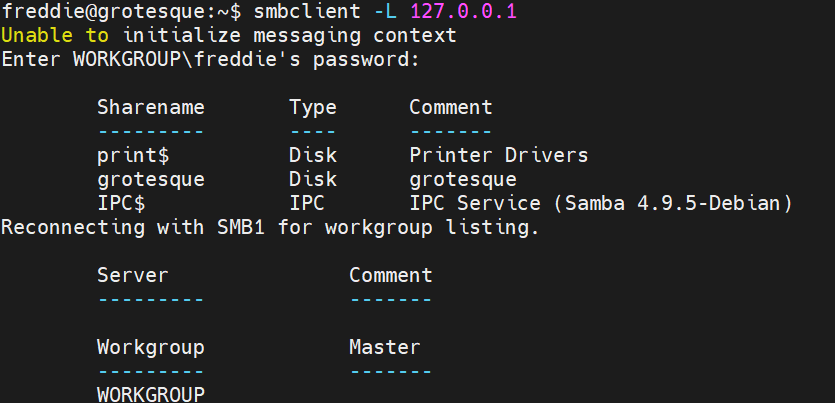 freddie@grotesque:~$ smbclient -L 127.0.0.1
Unable to initialize messaging context
Enter WORKGROUP\freddie's password:
Sharename Type Comment
--------- ---- -------
print$ Disk Printer Drivers
grotesque Disk grotesque
IPC$ IPC IPC Service (Samba 4.9.5-Debian)
Reconnecting with SMB1 for workgroup listing.
Server Comment
--------- -------
Workgroup Master
--------- -------
WORKGROUP